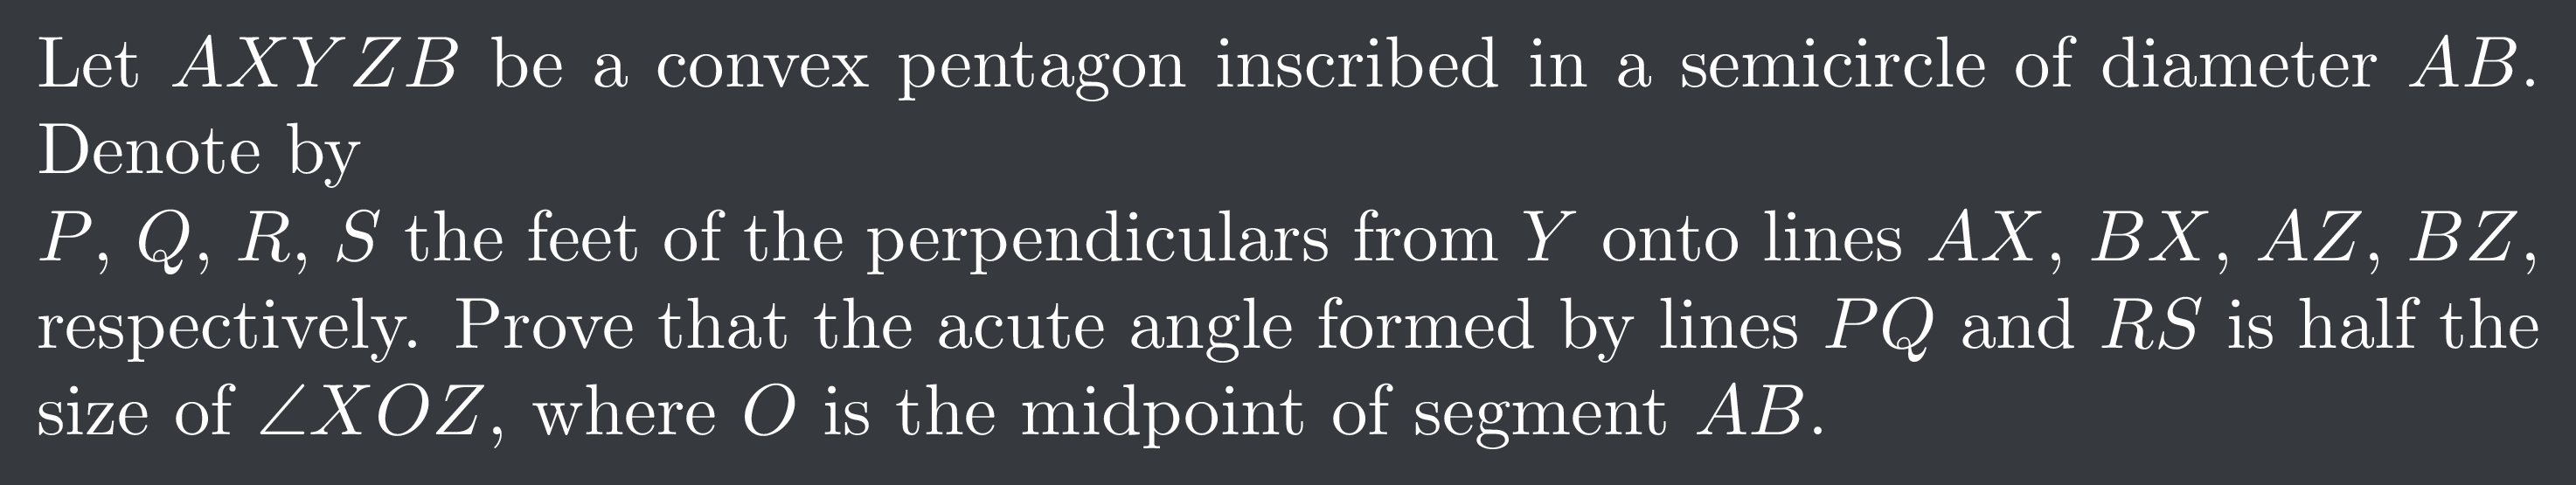 Let AXYZB be a convex pentagon inscribed in a semicircle of diameter AB.
Denote by
P, Q, R, S the feet of the perpendiculars from Y onto lines AX, BX, AZ, BZ,
respectively. Prove that the acute angle formed by lines PQ and RS is half the
size of ∠XOZ, where O is the midpoint of segment AB.